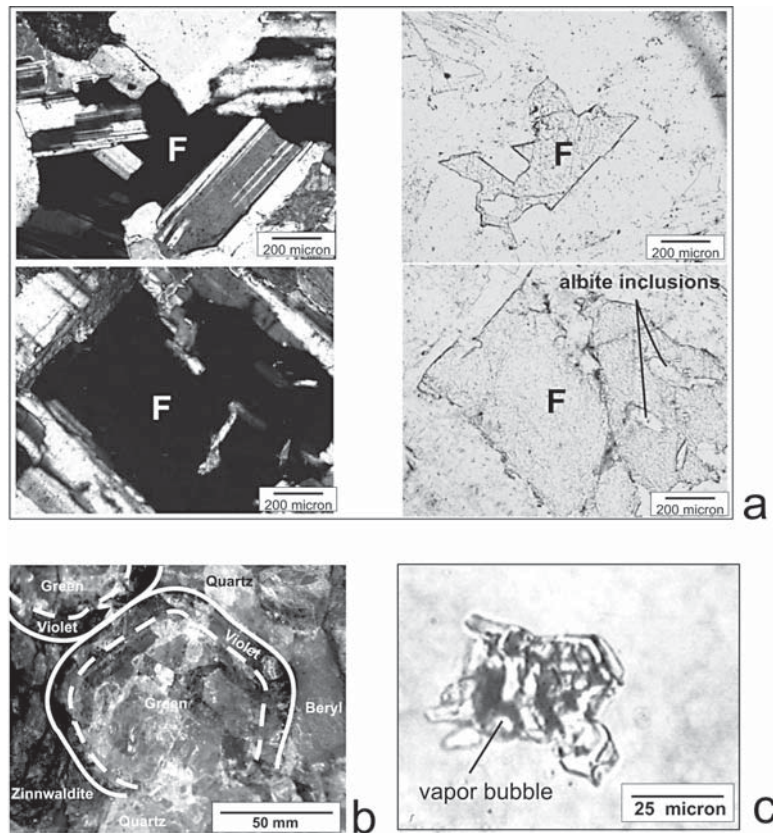 F
200 micron
F
200 micron
albite inclusions
F
200 micron
F
200 micron
a
Green
Violet
Quartz
Violet
Green
Beryl
Zinnwaldite
Quartz
50 mm
b
vapor bubble
25 micron
c